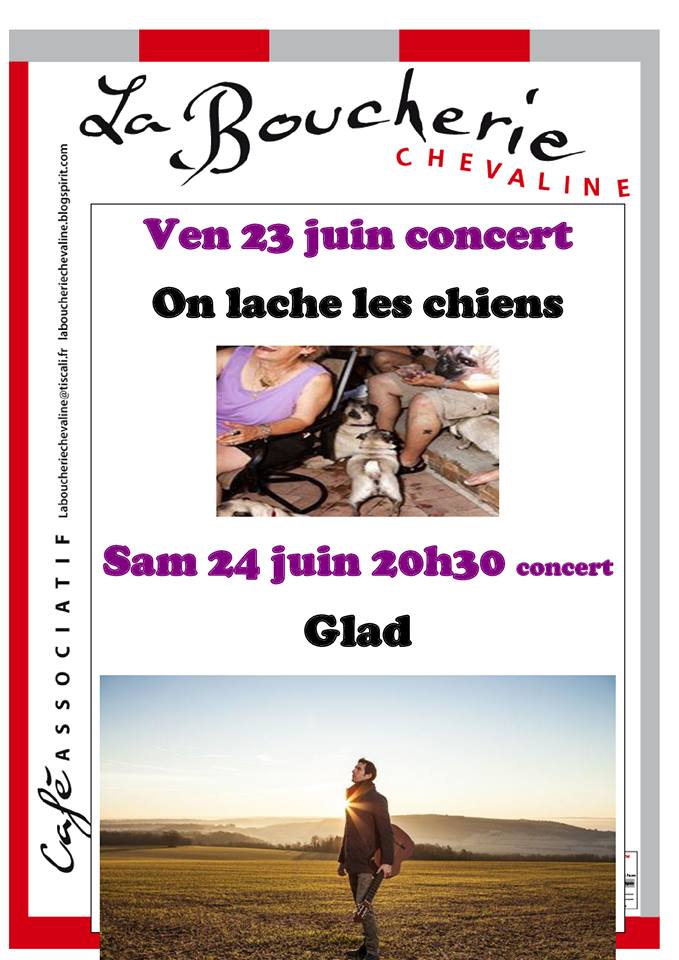 La Boucherie
CHEVALINE
Ven 23 juin concert
On lache les chiens
Sam 24 juin 20h30 concert
Glad
Café ASSOCIATIF Laboucheriechevaline@tiscali.fr laboucheriechevaline.blogspirit.com